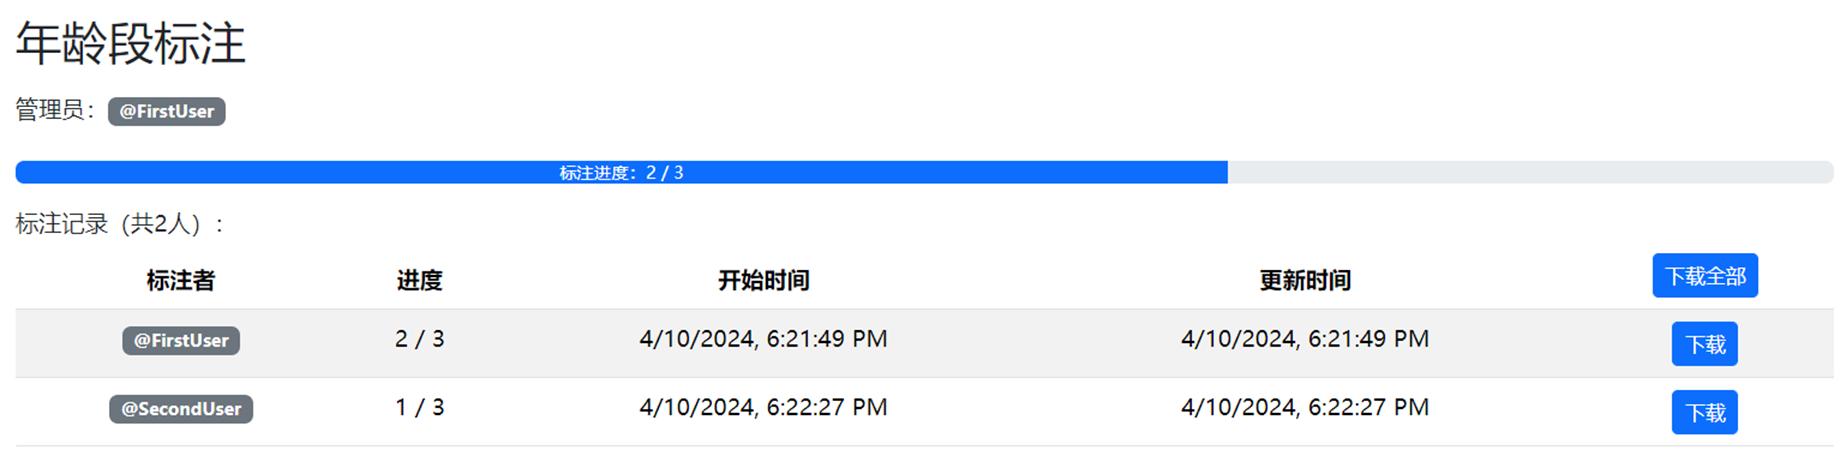 年龄段标注
管理员：@FirstUser
标注进度：2 / 3
标注记录（共2人）：
标注者 进度 开始时间 更新时间 下载全部
@FirstUser 2 / 3 4/10/2024, 6:21:49 PM 4/10/2024, 6:21:49 PM 下载
@SecondUser 1 / 3 4/10/2024, 6:22:27 PM 4/10/2024, 6:22:27 PM 下载